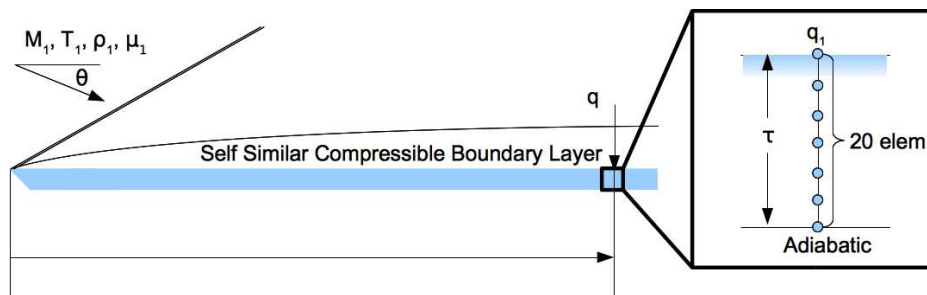 M₁, T₁, ρ₁, μ₁
θ
q
Self Similar Compressible Boundary Layer
q₁
τ
20 elem
Adiabatic